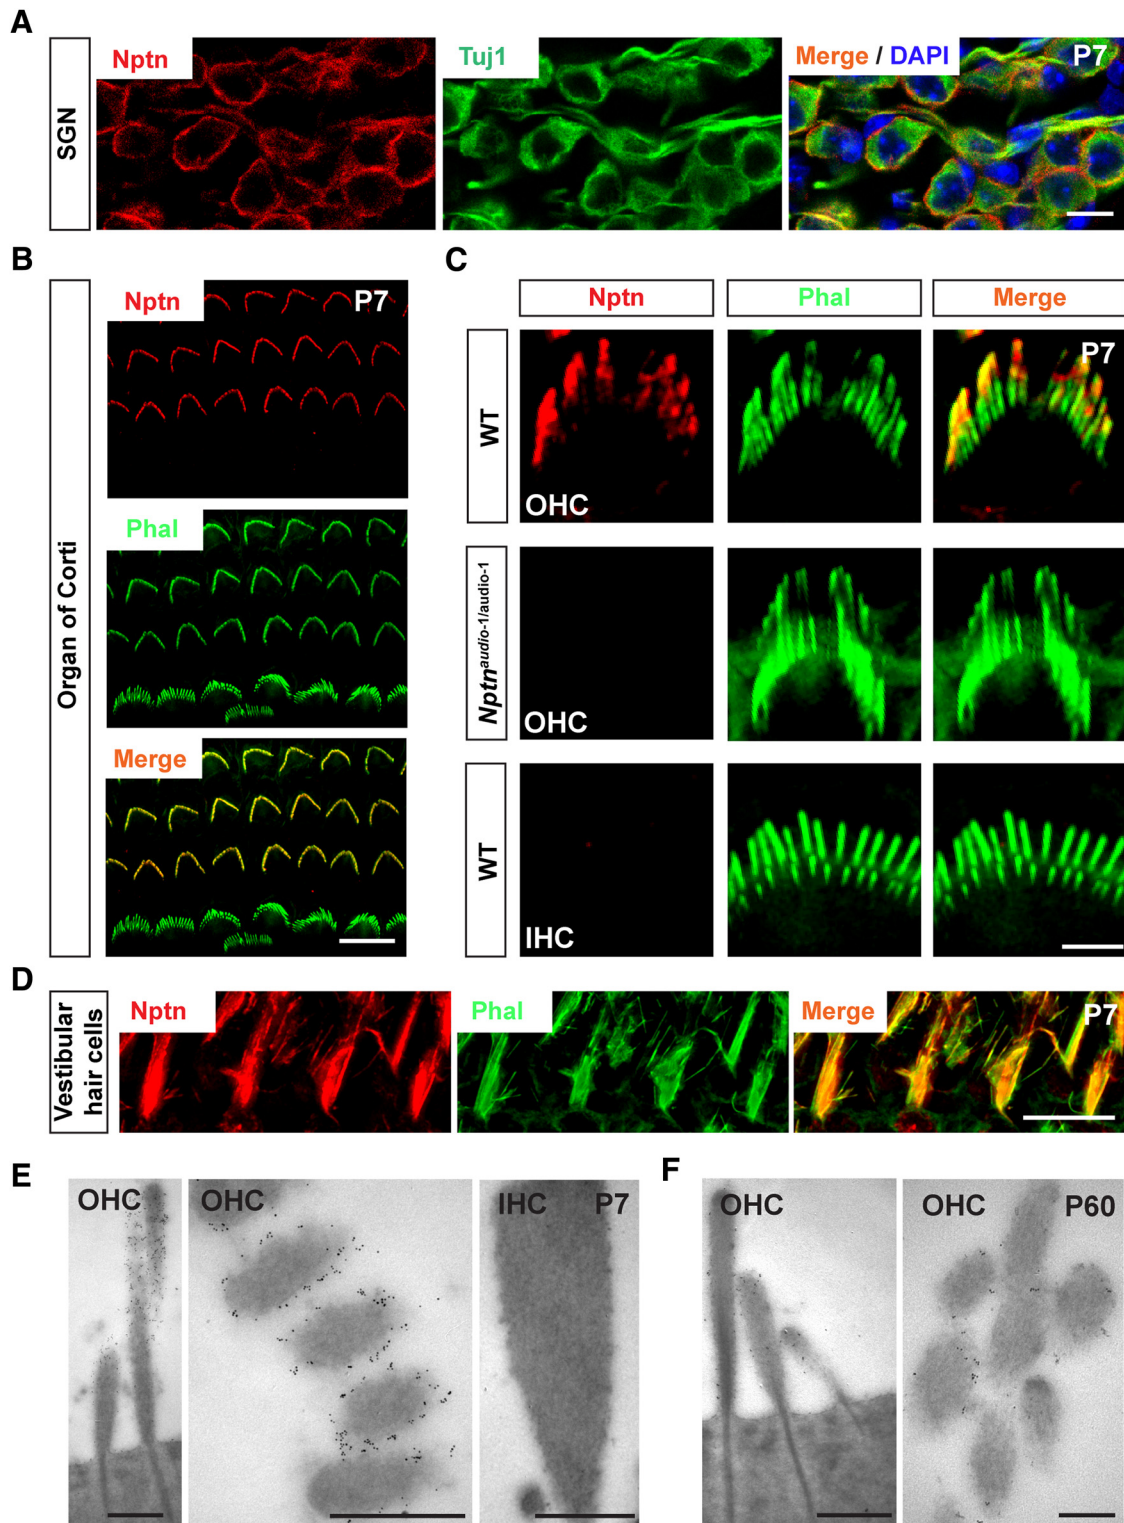 A
SGN
Nptn
Tuj1
Merge / DAPI
P7
B
Organ of Corti
Nptn
P7
Phal
Merge
C
Nptn
Phal
Merge
WT
OHC
P7
Nptn^audio-1/audio-1
OHC
WT
IHC
D
Vestibular
hair cells
Nptn
Phal
Merge
P7
E
OHC
OHC
IHC
P7
F
OHC
OHC
P60